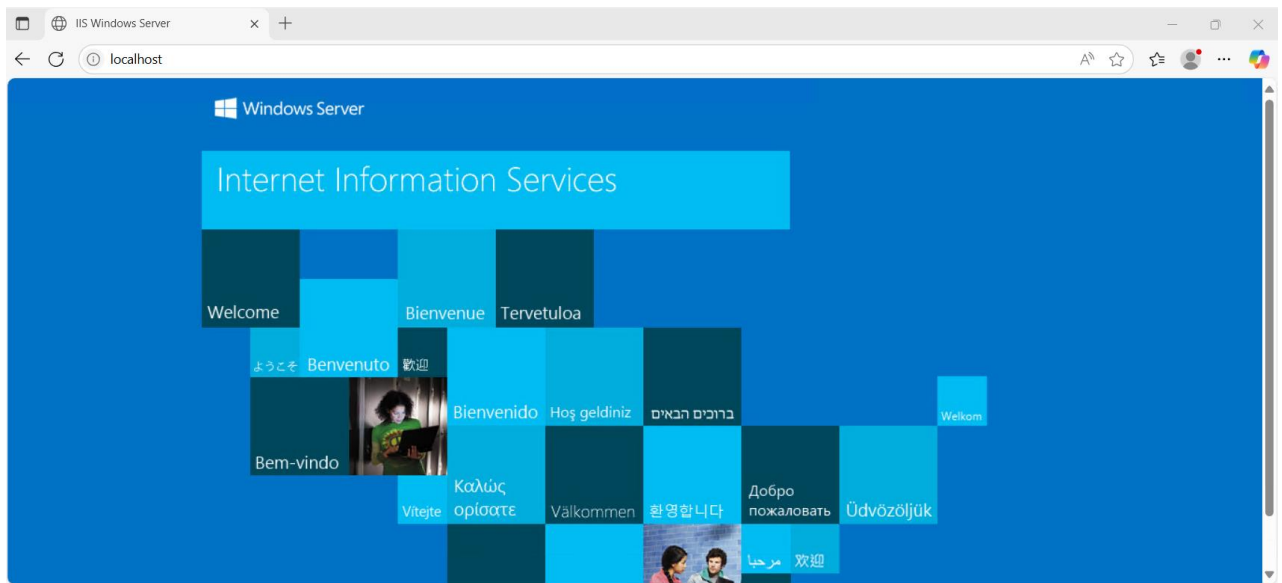 IIS Windows Server
localhost
Windows Server
Internet Information Services
Welcome
Bienvenue
Tervetuloa
ようこそ
Benvenuto
歡迎
Bienvenido
Hoş geldiniz
ברוכים הבאים
Welkom
Bem-vindo
Vítejte
Καλώς
ορίσατε
Välkommen
환영합니다
Добро
пожаловать
Üdvözöljük
مرحبا
欢迎